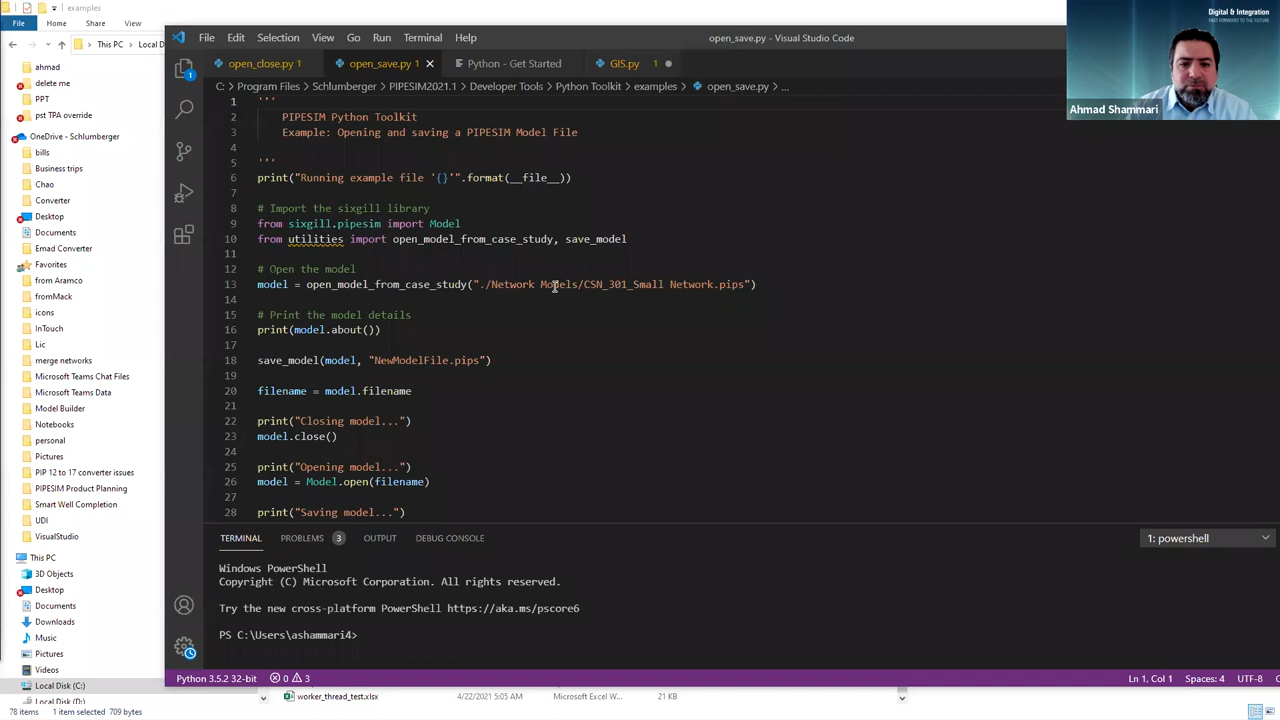 examples
File Home Share View
This PC Local D
ahmad
delete me
PPT
pst TPA override
OneDrive - Schlumberger
bills
Business trips
Chao
Converter
Desktop
Documents
Emad Converter
Favorites
from Aramco
fromMack
icons
InTouch
Lic
merge networks
Microsoft Teams Chat Files
Microsoft Teams Data
Model Builder
Notebooks
personal
Pictures
PIP 12 to 17 converter issues
PIPESIM Product Planning
Smart Well Completion
UDI
VisualStudio
This PC
3D Objects
Desktop
Documents
Downloads
Music
Pictures
Videos
Local Disk (C:)
Local Disk (D:)
78 items 1 item selected 709 bytes
File Edit Selection View Go Run Terminal Help open_save.py - Visual Studio Code
1 open_close.py 1 open_save.py 1 Python - Get Started GIS.py 1
C: > Program Files > Schlumberger > PIPESIM2021.1 > Developer Tools > Python Toolkit > examples > open_save.py > ...
1 '''
2 PIPESIM Python Toolkit
3 Example: Opening and saving a PIPESIM Model File
4
5 '''
6 print("Running example file '{}'".format(__file__))
7
8 # Import the sixgill library
9 from sixgill.pipesim import Model
10 from utilities import open_model_from_case_study, save_model
11
12 # Open the model
13 model = open_model_from_case_study("./Network Models/CSN_301_Small Network.pips")
14
15 # Print the model details
16 print(model.about())
17
18 save_model(model, "NewModelFile.pips")
19
20 filename = model.filename
21
22 print("Closing model...")
23 model.close()
24
25 print("Opening model...")
26 model = Model.open(filename)
27
28 print("Saving model...")
TERMINAL PROBLEMS 3 OUTPUT DEBUG CONSOLE 1: powershell
Windows PowerShell
Copyright (C) Microsoft Corporation. All rights reserved.
Try the new cross-platform PowerShell https://aka.ms/pscore6
PS C:\Users\ashammari4>
Python 3.5.2 32-bit 0 3 Ln 1, Col 1 Spaces: 4 UTF-8 C
worker_thread_test.xlsx 4/22/2021 5:05 AM Microsoft Excel W... 21 KB
Digital & Integration
FAST FORWARD TO THE FUTURE
Ahmad Shammari